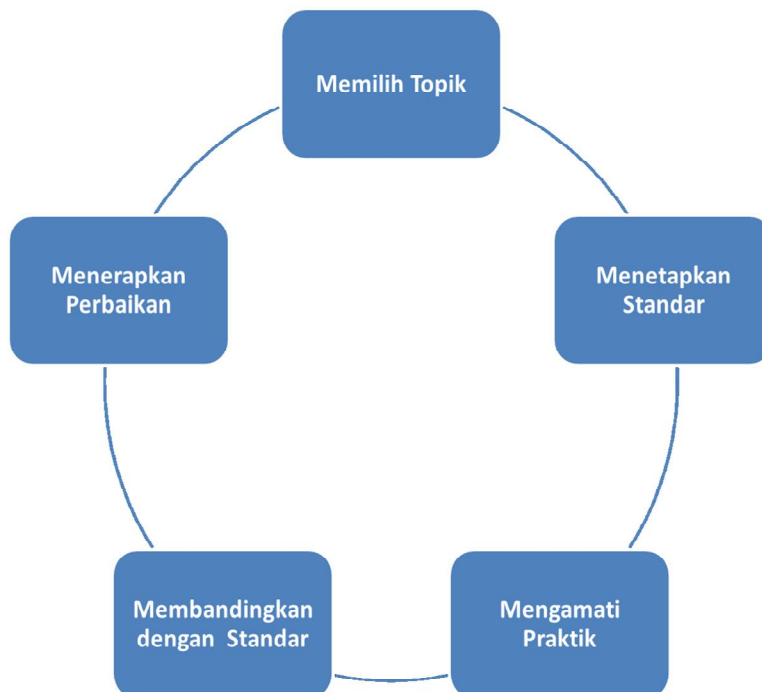 Memilih Topik
Menetapkan
Standar
Mengamati
Praktik
Membandingkan
dengan Standar
Menerapkan
Perbaikan